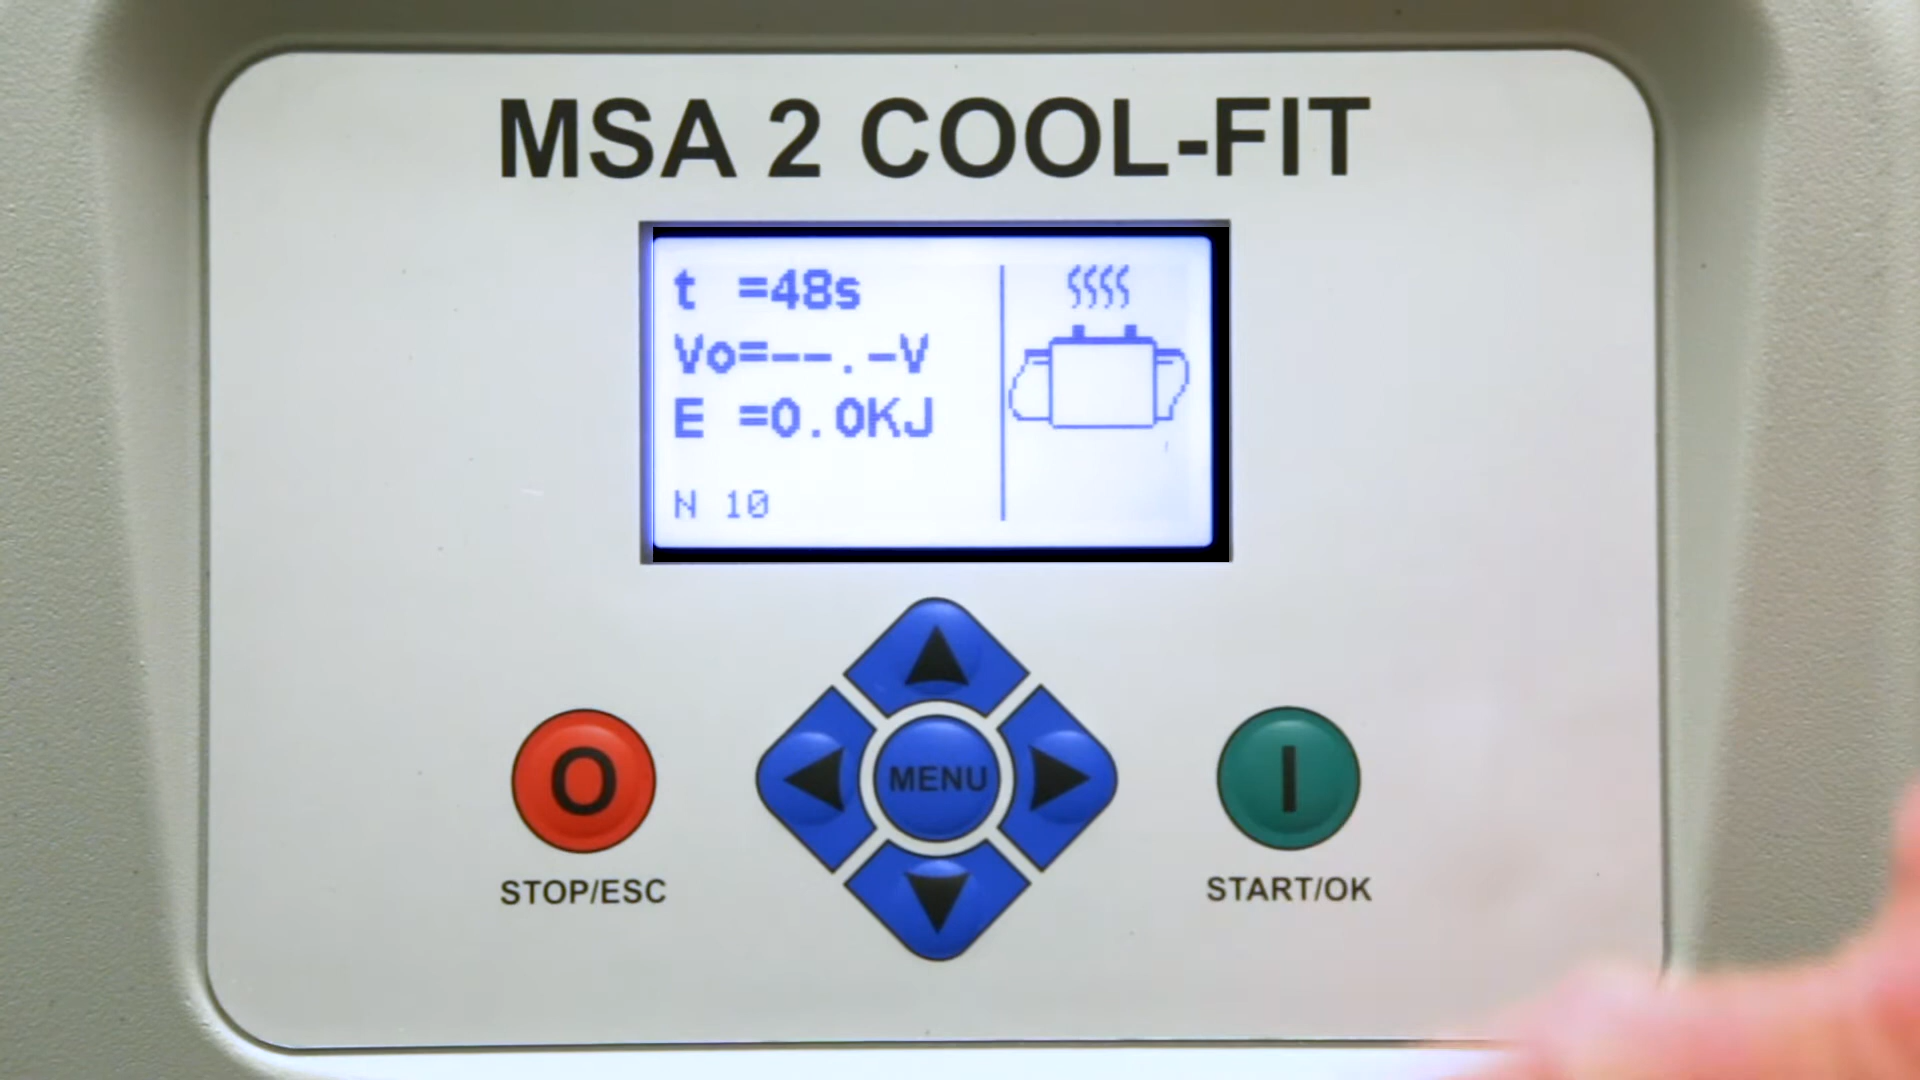 MSA 2 COOL-FIT
t =48s
Vo=--.-V
E =0.0KJ
N 10
MENU
O
I
STOP/ESC
START/OK